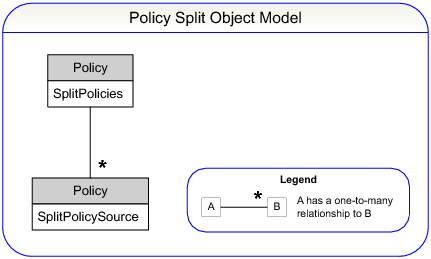 Policy Split Object Model
Policy
SplitPolicies
*
Policy
SplitPolicySource
Legend
A
*
B
A has a one-to-many
relationship to B